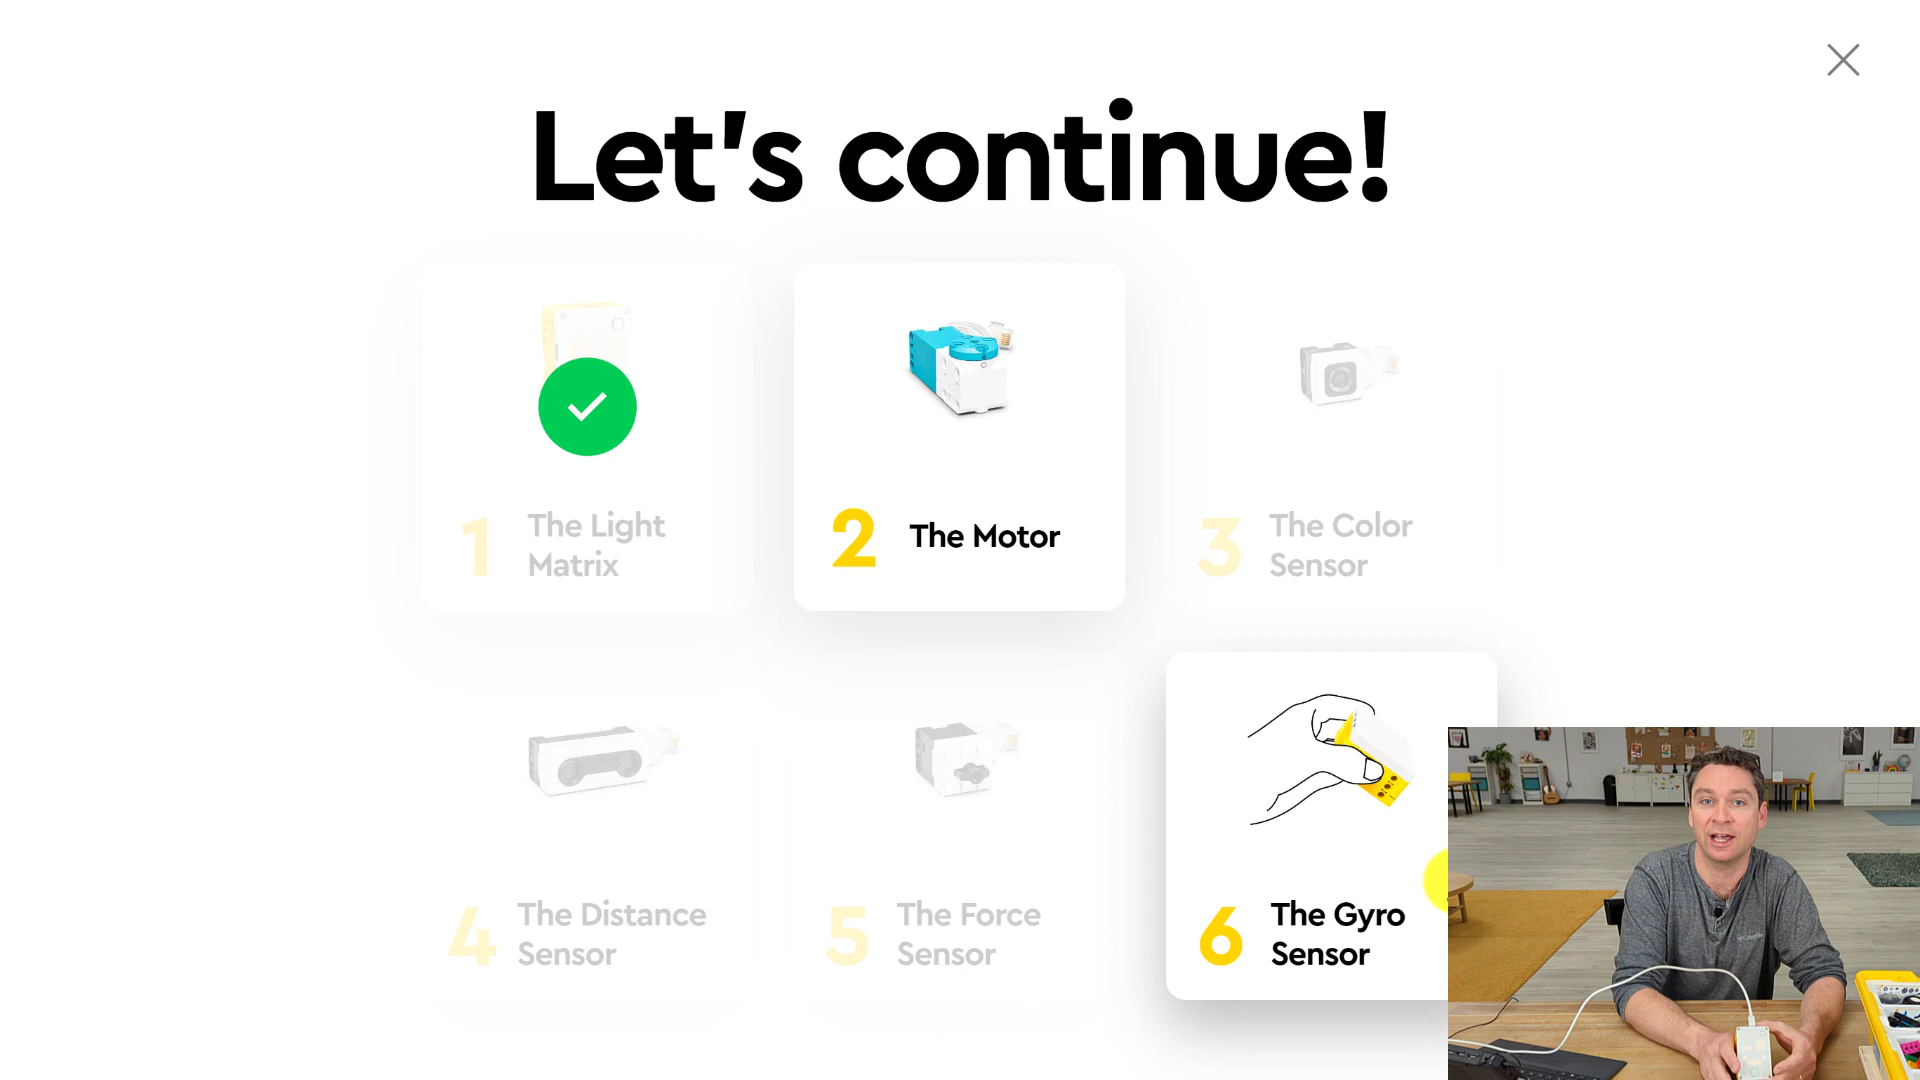 Let's continue!
1
The Light
Matrix
2
The Motor
3
The Color
Sensor
4
The Distance
Sensor
5
The Force
Sensor
6
The Gyro
Sensor